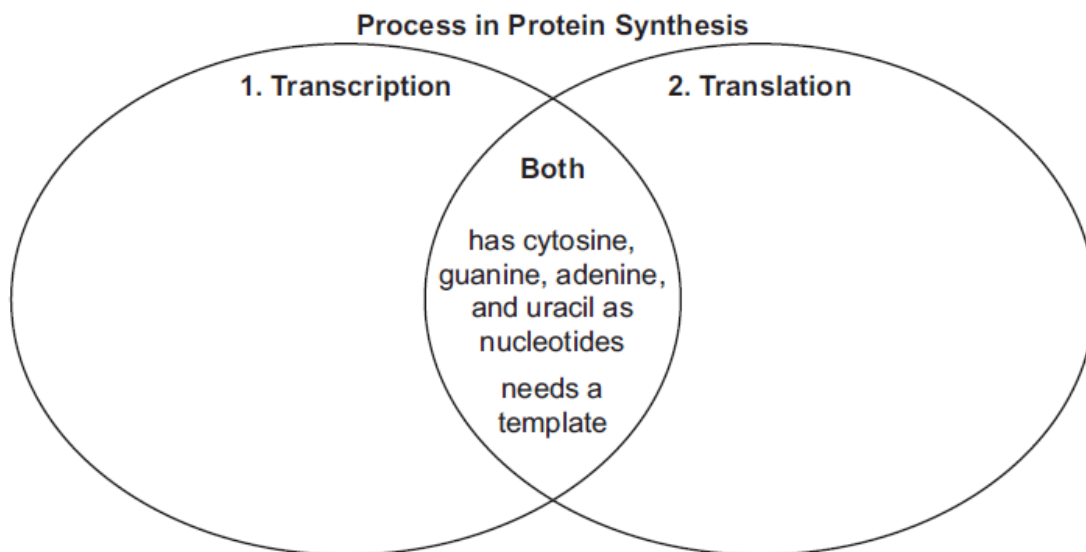 Process in Protein Synthesis
1. Transcription
2. Translation
Both
has cytosine,
guanine, adenine,
and uracil as
nucleotides
needs a
template